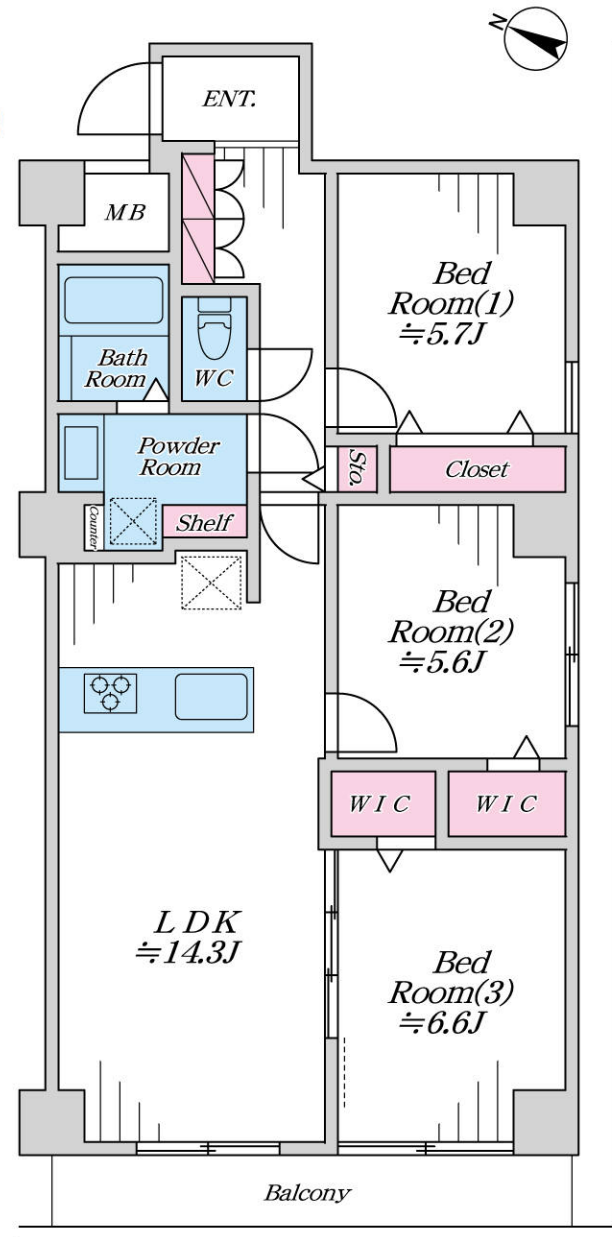 N
ENT.
MB
Bed
Room(1)
≒5.7J
Bath
Room
WC
Powder
Room
Sto.
Closet
Counter
Shelf
Bed
Room(2)
≒5.6J
WIC
WIC
LDK
≒14.3J
Bed
Room(3)
≒6.6J
Balcony